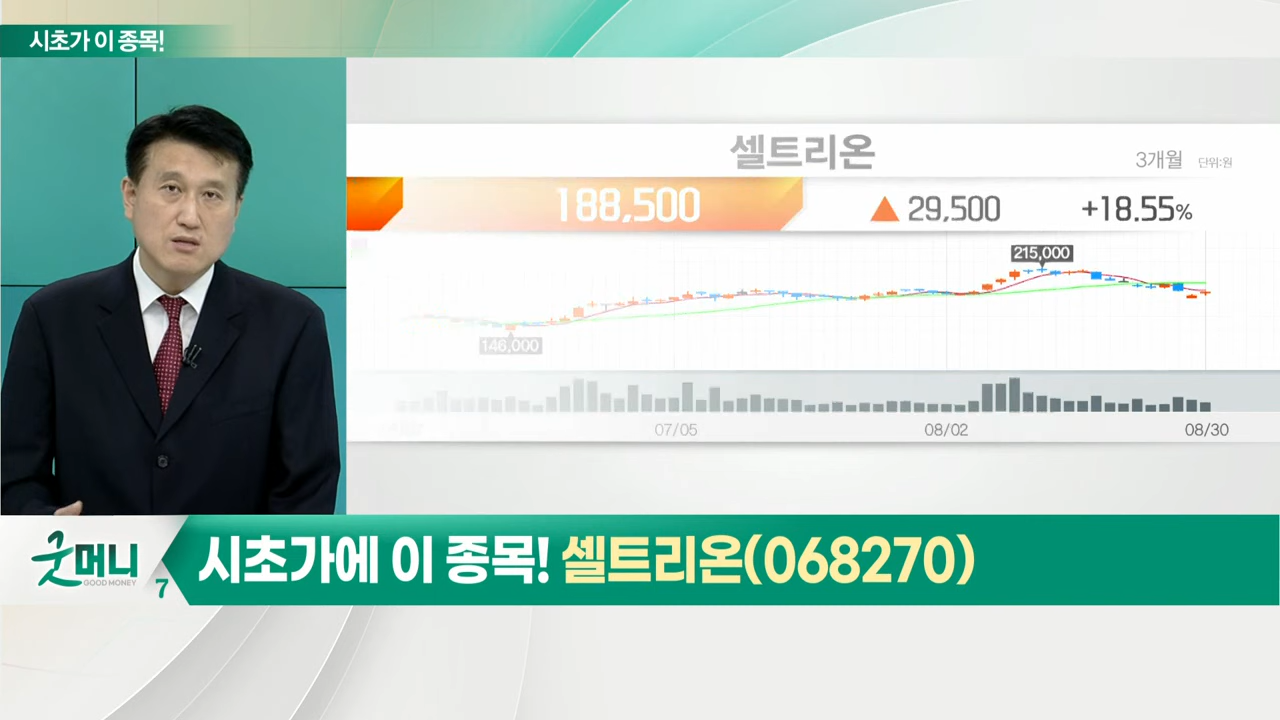 시초가 이 종목!
셀트리온
3개월 단위:원
188,500 ▲ 29,500 +18.55%
215,000
146,000
07/05 08/02 08/30
굿머니
GOOD MONEY
7
시초가에 이 종목! 셀트리온(068270)